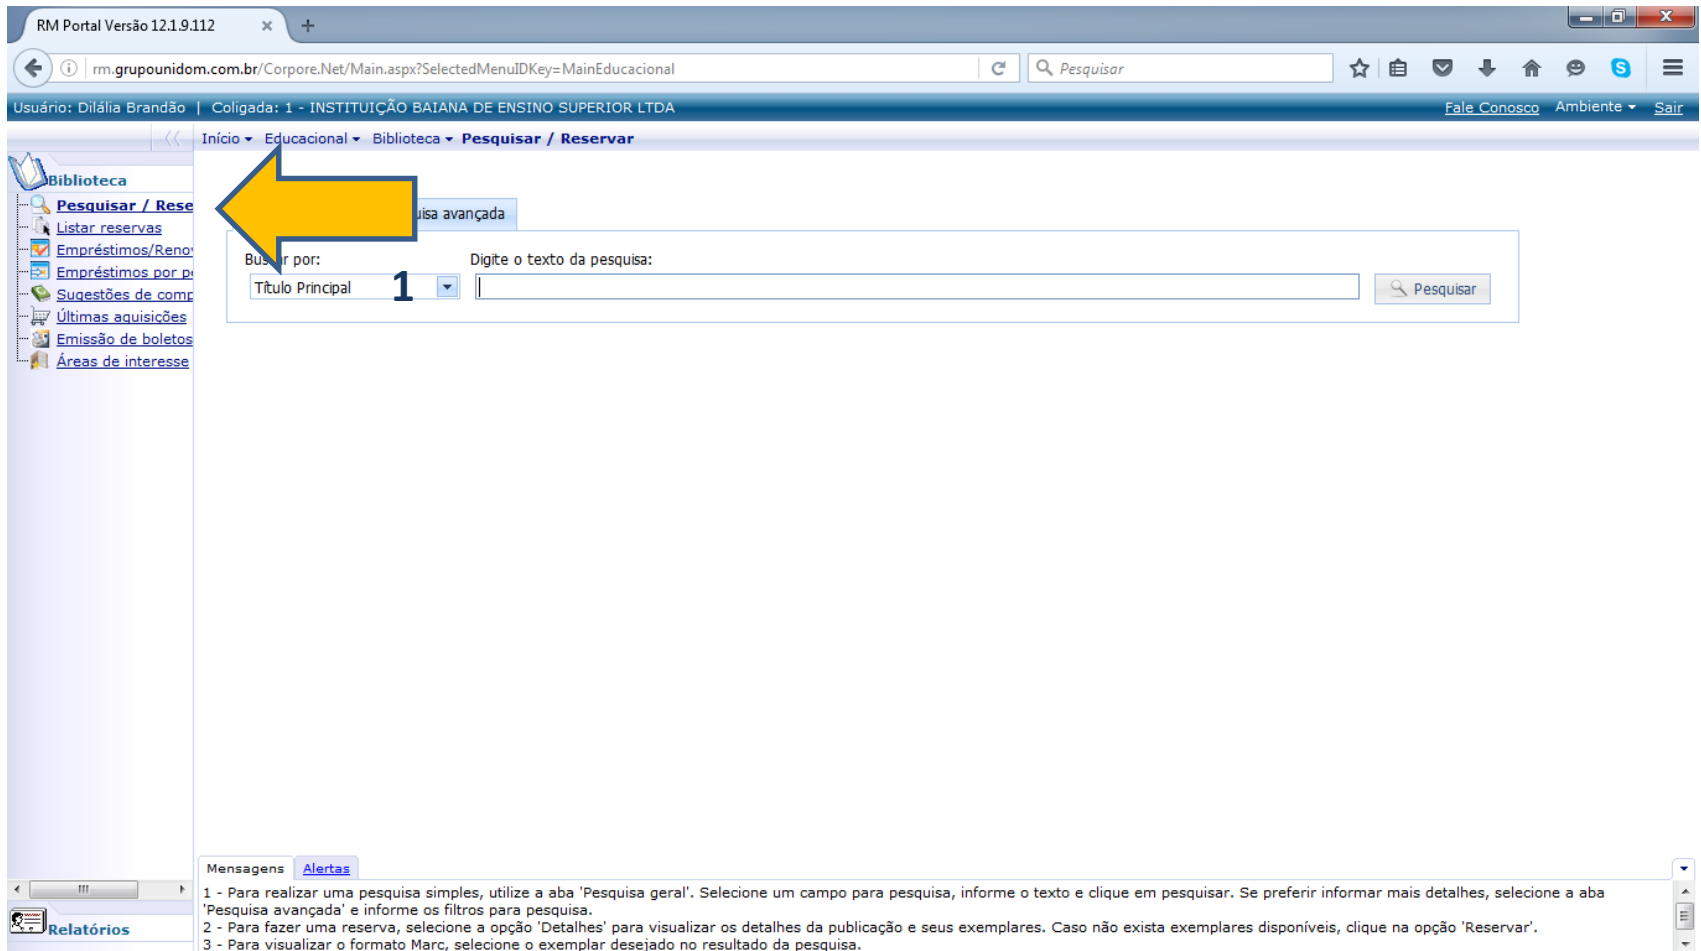 RM Portal Versão 12.1.9.112
rm.grupounidom.com.br/Corpore.Net/Main.aspx?SelectedMenuIDKey=MainEducacional
Pesquisar
Usuário: Dilália Brandão | Coligada: 1 - INSTITUIÇÃO BAIANA DE ENSINO SUPERIOR LTDA
Fale Conosco Ambiente Sair
Início Educacional Biblioteca Pesquisar / Reservar
Biblioteca
Pesquisar / Rese
Listar reservas
Empréstimos/Reno
Empréstimos por p
Sugestões de comp
Últimas aquisições
Emissão de boletos
Áreas de interesse
avançada
Buscar por:
Digite o texto da pesquisa:
Título Principal
1
Pesquisar
Mensagens Alertas
1 - Para realizar uma pesquisa simples, utilize a aba 'Pesquisa geral'. Selecione um campo para pesquisa, informe o texto e clique em pesquisar. Se preferir informar mais detalhes, selecione a aba
'Pesquisa avançada' e informe os filtros para pesquisa.
2 - Para fazer uma reserva, selecione a opção 'Detalhes' para visualizar os detalhes da publicação e seus exemplares. Caso não exista exemplares disponíveis, clique na opção 'Reservar'.
3 - Para visualizar o formato Marc, selecione o exemplar desejado no resultado da pesquisa.
Relatórios